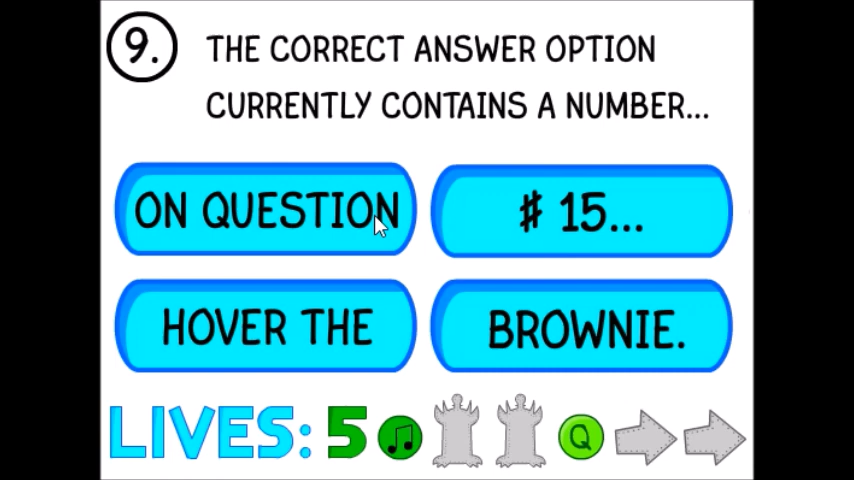 9. THE CORRECT ANSWER OPTION
CURRENTLY CONTAINS A NUMBER...
ON QUESTION
# 15...
HOVER THE
BROWNIE.
LIVES: 5
Q